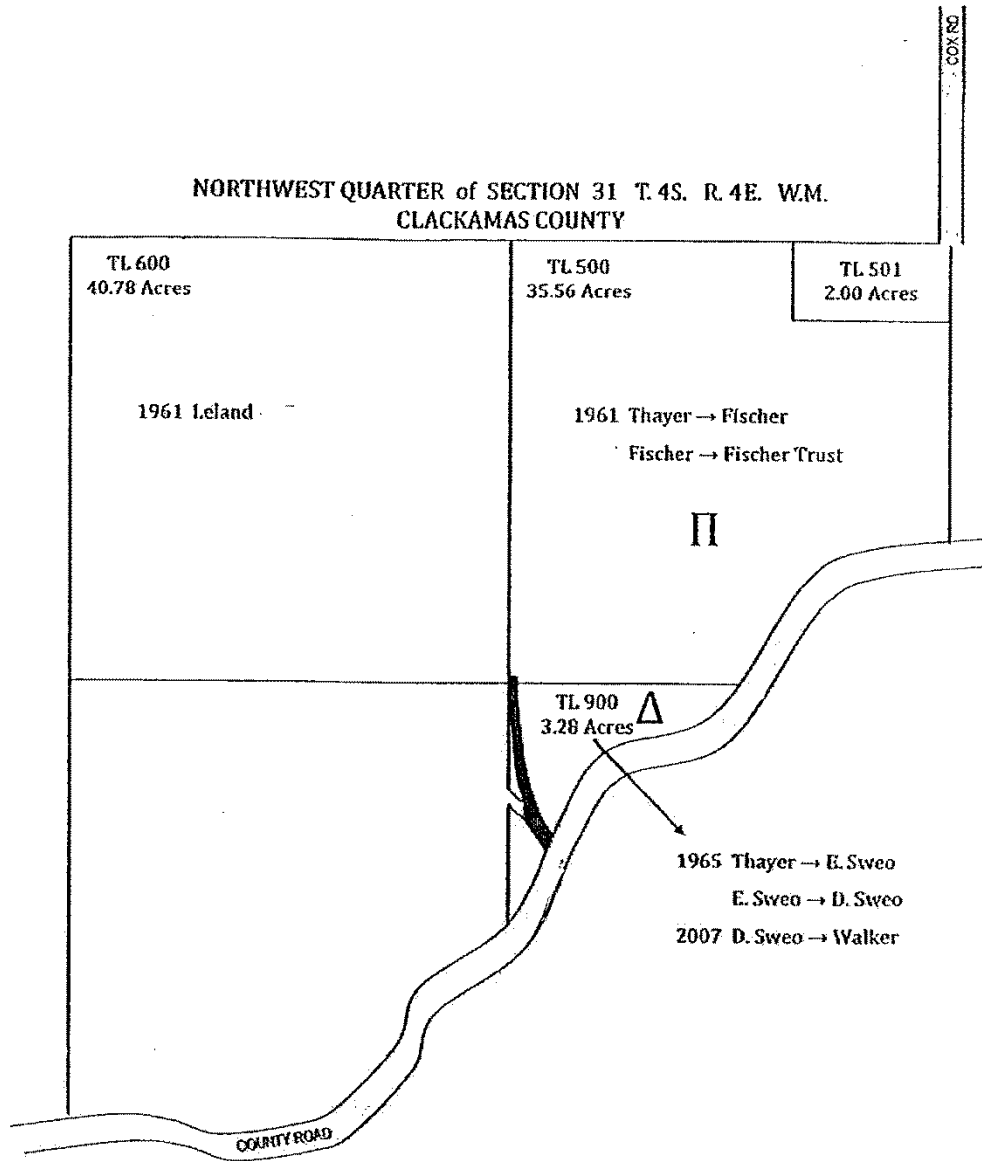 COX RD
NORTHWEST QUARTER of SECTION 31 T. 4S. R. 4E. W.M.
CLACKAMAS COUNTY
TL 600
40.78 Acres
TL 500
35.56 Acres
TL 501
2.00 Acres
1961 Leland
1961 Thayer → Fischer
Fischer → Fischer Trust
Π
TL 900
3.28 Acres
Δ
1965 Thayer → E. Sweo
E. Sweo → D. Sweo
2007 D. Sweo → Walker
COUNTY ROAD